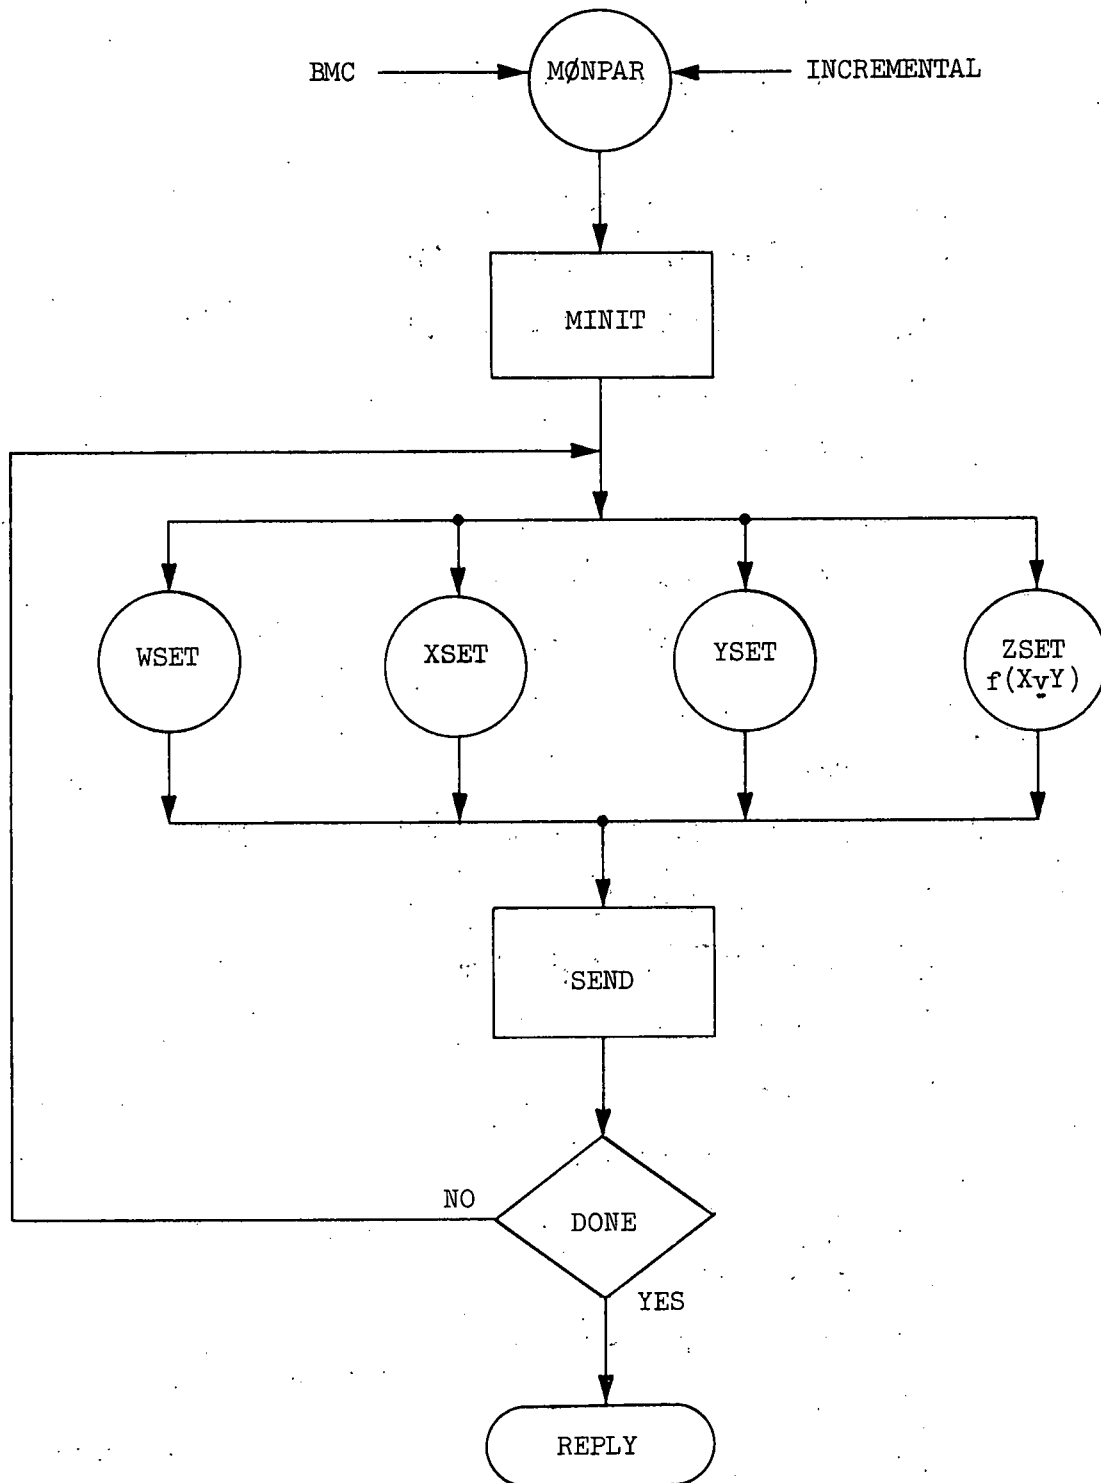 BMC
MØNPAR
INCREMENTAL
MINIT
WSET
XSET
YSET
ZSET
f(XvY)
SEND
NO
DONE
YES
REPLY